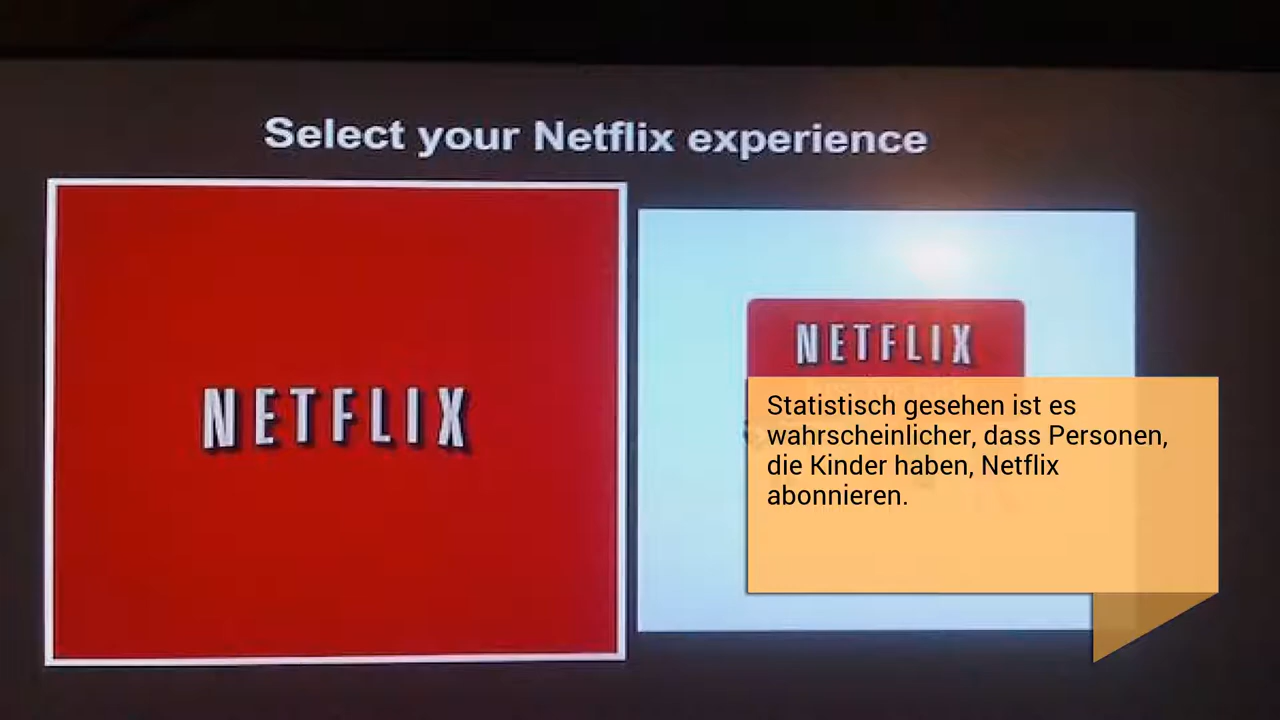 Select your Netflix experience
NETFLIX
NETFLIX
Statistisch gesehen ist es
wahrscheinlicher, dass Personen,
die Kinder haben, Netflix
abonnieren.